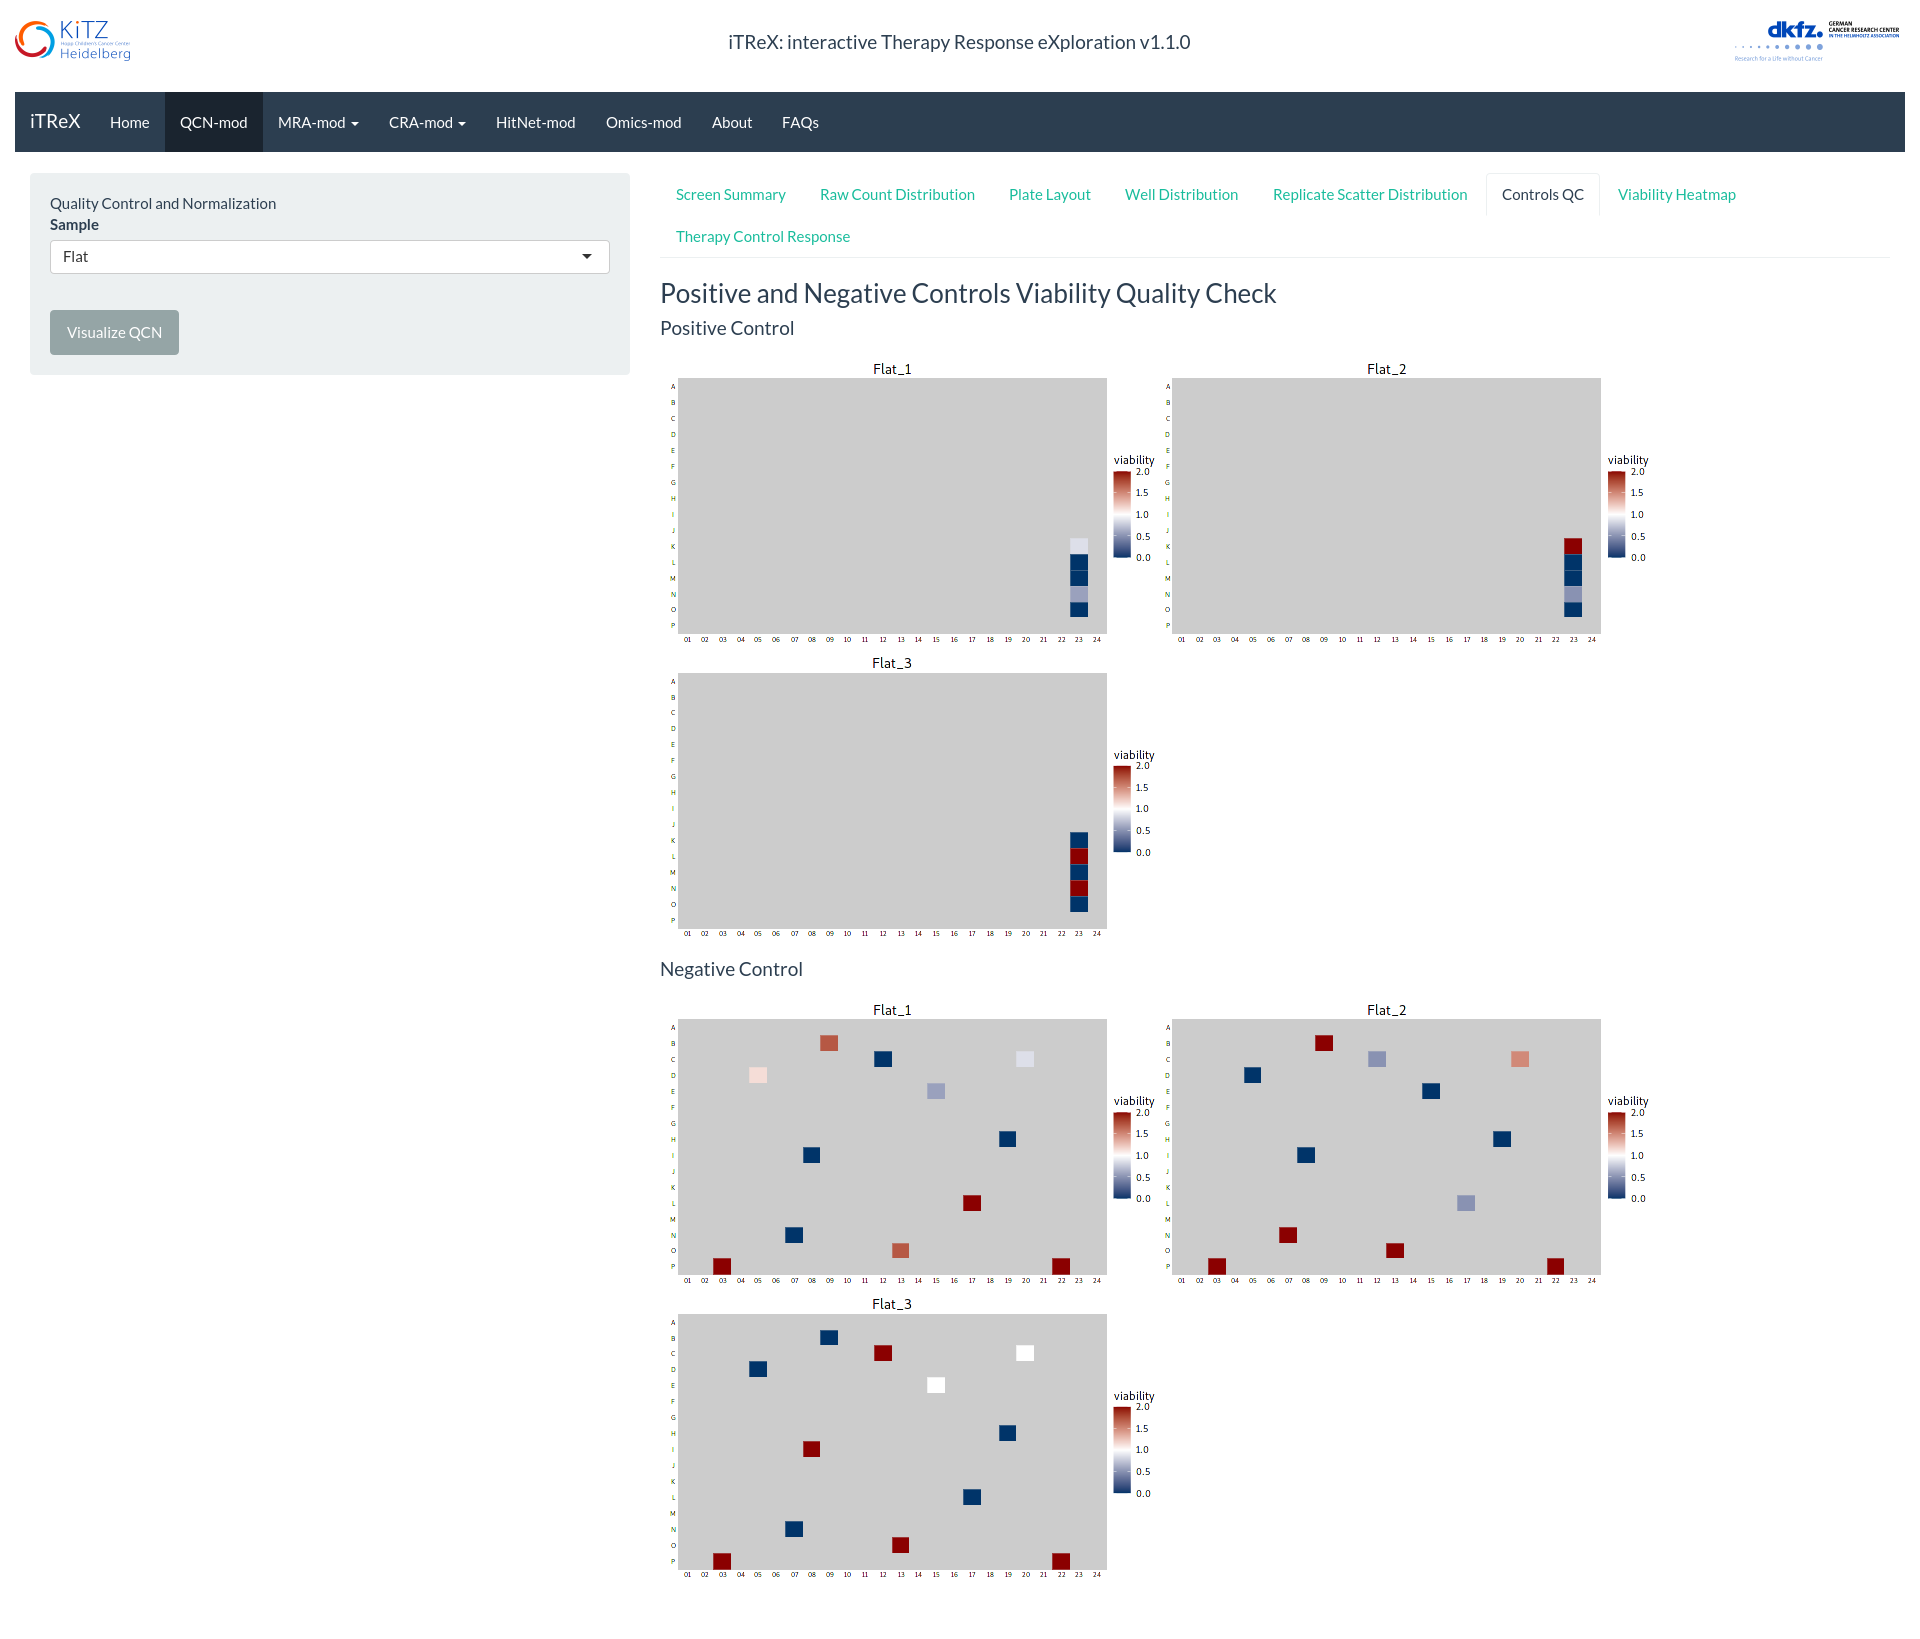 KiTZ
Hopp Children's Cancer Center
Heidelberg
iTReX: interactive Therapy Response eXploration v1.1.0
dkfz.
GERMAN
CANCER RESEARCH CENTER
IN THE HELMHOLTZ ASSOCIATION
Research for a Life without Cancer
iTReX Home QCN-mod MRA-mod CRA-mod HitNet-mod Omics-mod About FAQs
Quality Control and Normalization
Sample
Flat
Visualize QCN
Screen Summary Raw Count Distribution Plate Layout Well Distribution Replicate Scatter Distribution Controls QC Viability Heatmap
Therapy Control Response
Positive and Negative Controls Viability Quality Check
Positive Control
Flat_1
A
B
C
D
E
F
G
H
I
J
K
L
M
N
O
P
01 02 03 04 05 06 07 08 09 10 11 12 13 14 15 16 17 18 19 20 21 22 23 24
viability
2.0
1.5
1.0
0.5
0.0
Flat_2
A
B
C
D
E
F
G
H
I
J
K
L
M
N
O
P
01 02 03 04 05 06 07 08 09 10 11 12 13 14 15 16 17 18 19 20 21 22 23 24
viability
2.0
1.5
1.0
0.5
0.0
Flat_3
A
B
C
D
E
F
G
H
I
J
K
L
M
N
O
P
01 02 03 04 05 06 07 08 09 10 11 12 13 14 15 16 17 18 19 20 21 22 23 24
viability
2.0
1.5
1.0
0.5
0.0
Negative Control
Flat_1
A
B
C
D
E
F
G
H
I
J
K
L
M
N
O
P
01 02 03 04 05 06 07 08 09 10 11 12 13 14 15 16 17 18 19 20 21 22 23 24
viability
2.0
1.5
1.0
0.5
0.0
Flat_2
A
B
C
D
E
F
G
H
I
J
K
L
M
N
O
P
01 02 03 04 05 06 07 08 09 10 11 12 13 14 15 16 17 18 19 20 21 22 23 24
viability
2.0
1.5
1.0
0.5
0.0
Flat_3
A
B
C
D
E
F
G
H
I
J
K
L
M
N
O
P
01 02 03 04 05 06 07 08 09 10 11 12 13 14 15 16 17 18 19 20 21 22 23 24
viability
2.0
1.5
1.0
0.5
0.0